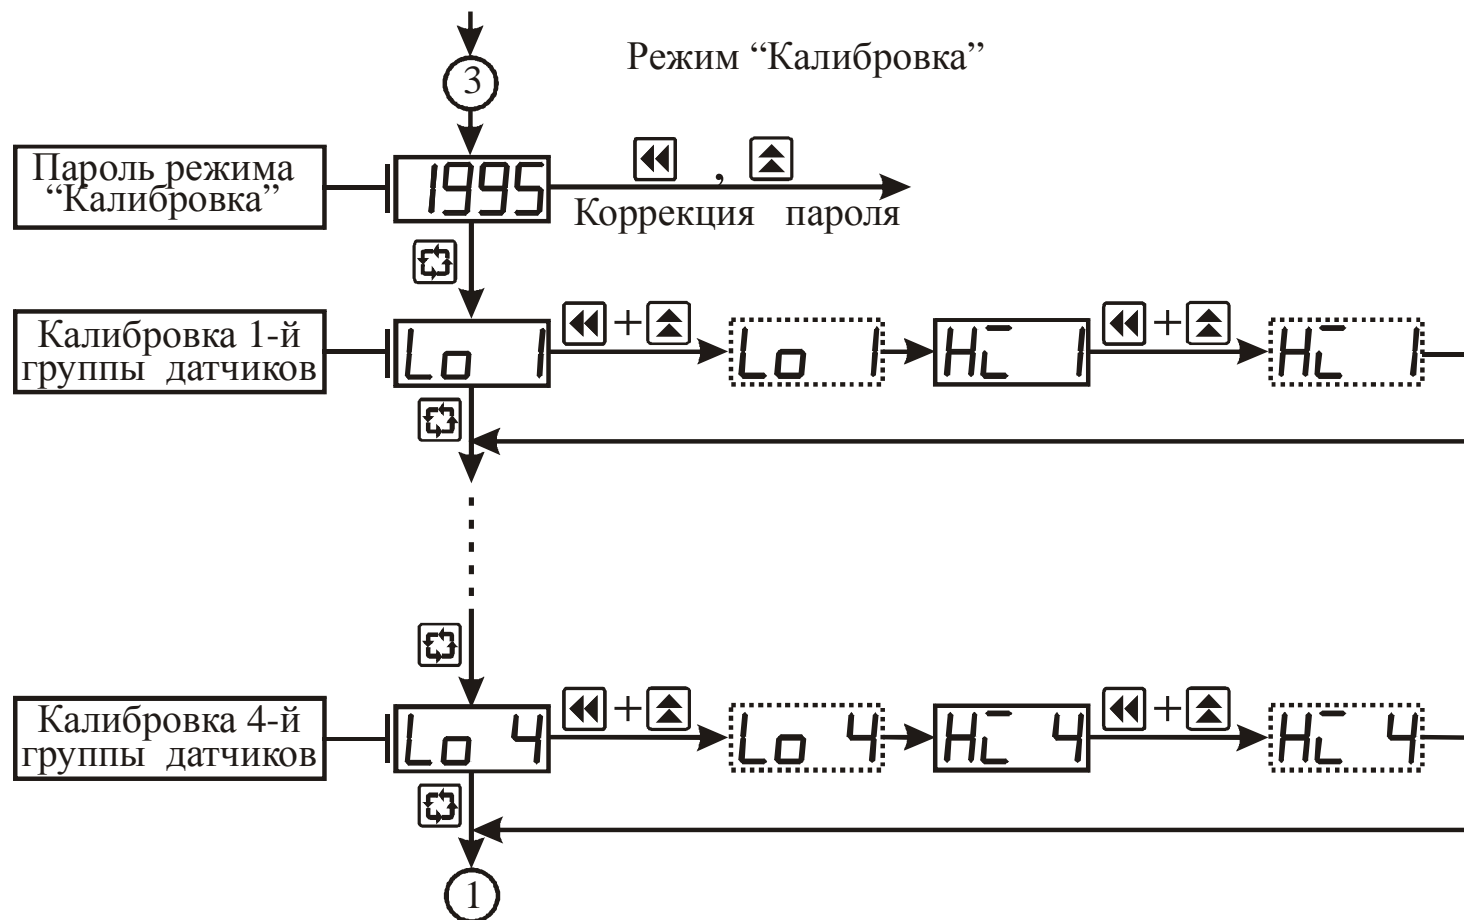 3
Режим “Калибровка”
Пароль режима
“Калибровка”
1995
,
Коррекция пароля
Калибровка 1-й
группы датчиков
Lo 1
+
Lo 1
Hi 1
+
Hi 1
Калибровка 4-й
группы датчиков
Lo 4
+
Lo 4
Hi 4
+
Hi 4
1